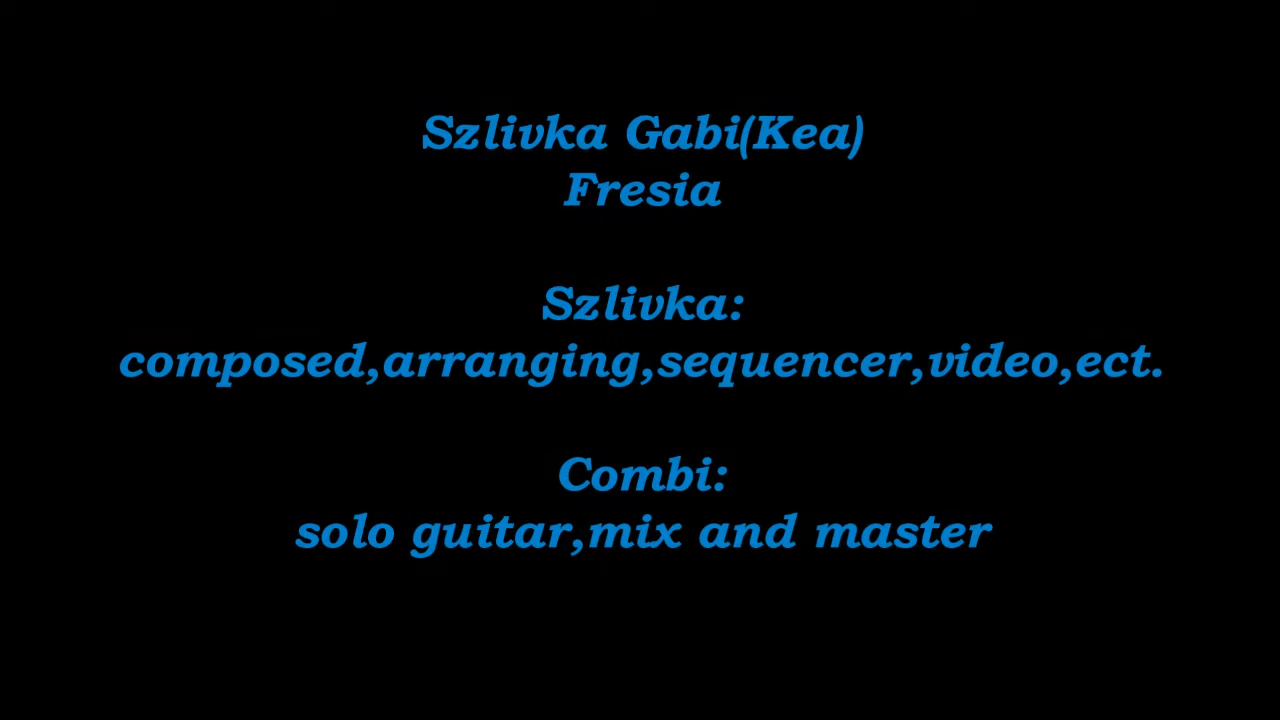 Szlivka Gabi(Kea)
Fresia
Szlivka:
composed,arranging,sequencer,video,ect.
Combi:
solo guitar,mix and master